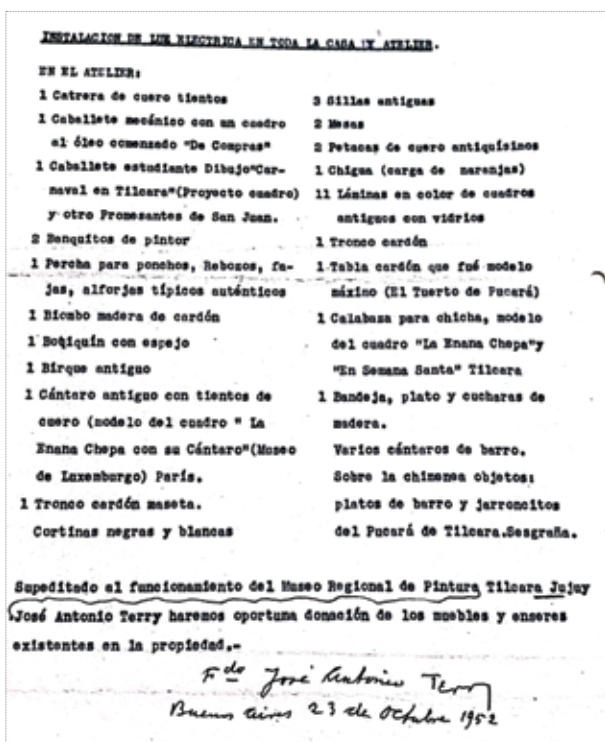 INSTALACION DE LUZ ELECTRICA EN TODA LA CASA Y ATELIER.
EN EL ATELIER:
1 Catrera de cuero tientos
1 Caballete mecánico con un cuadro
al óleo comenzado "De Compras"
1 Caballete estudiante Dibujo"Car-
naval en Tilcara"(Proyecto cuadro)
y otro Promesantes de San Juan.
2 Banquitos de pintor
1 Percha para ponchos, Rebozos, fa-
jas, alforjas típicos auténticos
1 Biombo madera de cardón
1 Botiquín con espejo
1 Birque antiguo
1 Cántaro antiguo con tientos de
cuero (modelo del cuadro " La
Enana Chepa con su Cántaro"(Museo
de Luxemburgo) París.
1 Tronco cardón maseta.
Cortinas negras y blancas
3 Sillas antiguas
2 Mesas
2 Petacas de cuero antiquísinos
1 Chigua (carga de naranjas)
11 Láminas en color de cuadros
antiguos con vidrios
1 Tronco cardón
1 Tabla cardón que fué modelo
máximo (El Tuerto de Pucará)
1 Calabaza para chicha, modelo
del cuadro "La Enana Chepa"y
"En Semana Santa" Tilcara
1 Bandeja, plato y cucharas de
madera.
Varios cántaros de barro.
Sobre la chimenea objetos:
platos de barro y jarroncitos
del Pucará de Tilcara.
Supeditado al funcionamiento del Museo Regional de Pintura Tilcara Jujuy
José Antonio Terry haremos oportuna donación de los muebles y enseres
existentes en la propiedad.-
Fdo José Antonio Terry
Buenos Aires 23 de Octubre 1952